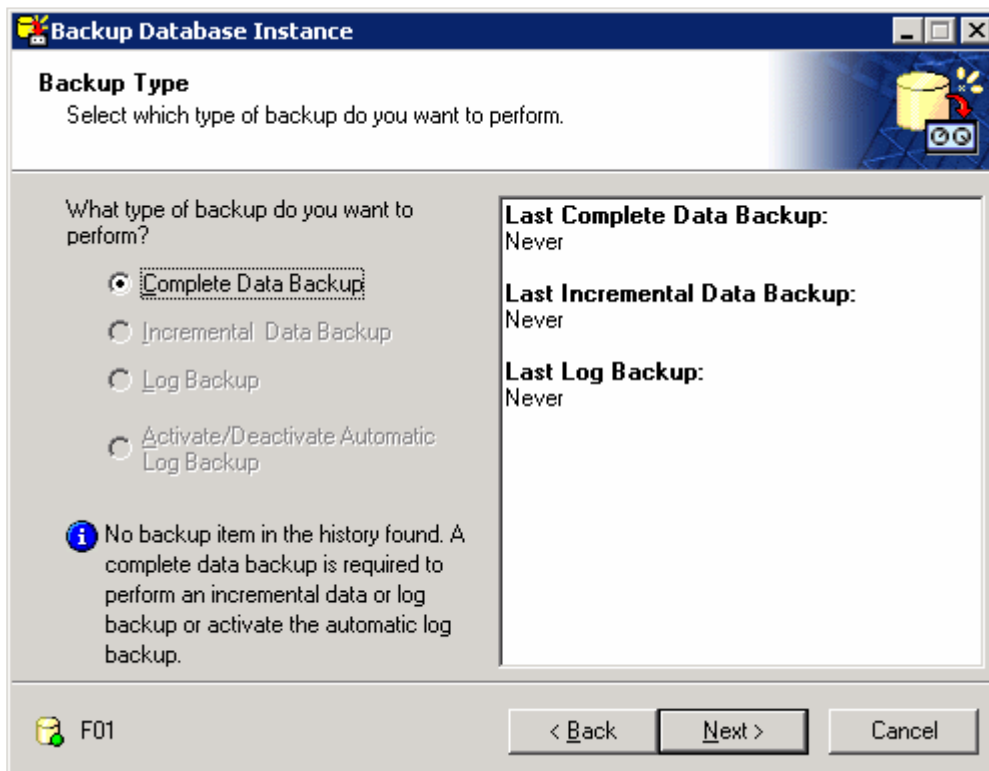 Backup Database Instance
Backup Type
Select which type of backup do you want to perform.
What type of backup do you want to
perform?
Complete Data Backup
Incremental  Data Backup
Log Backup
Activate/Deactivate Automatic
Log Backup
No backup item in the history found. A
complete data backup is required to
perform an incremental data or log
backup or activate the automatic log
backup.
Last Complete Data Backup:
Never
Last Incremental Data Backup:
Never
Last Log Backup:
Never
F01
< Back
Next >
Cancel